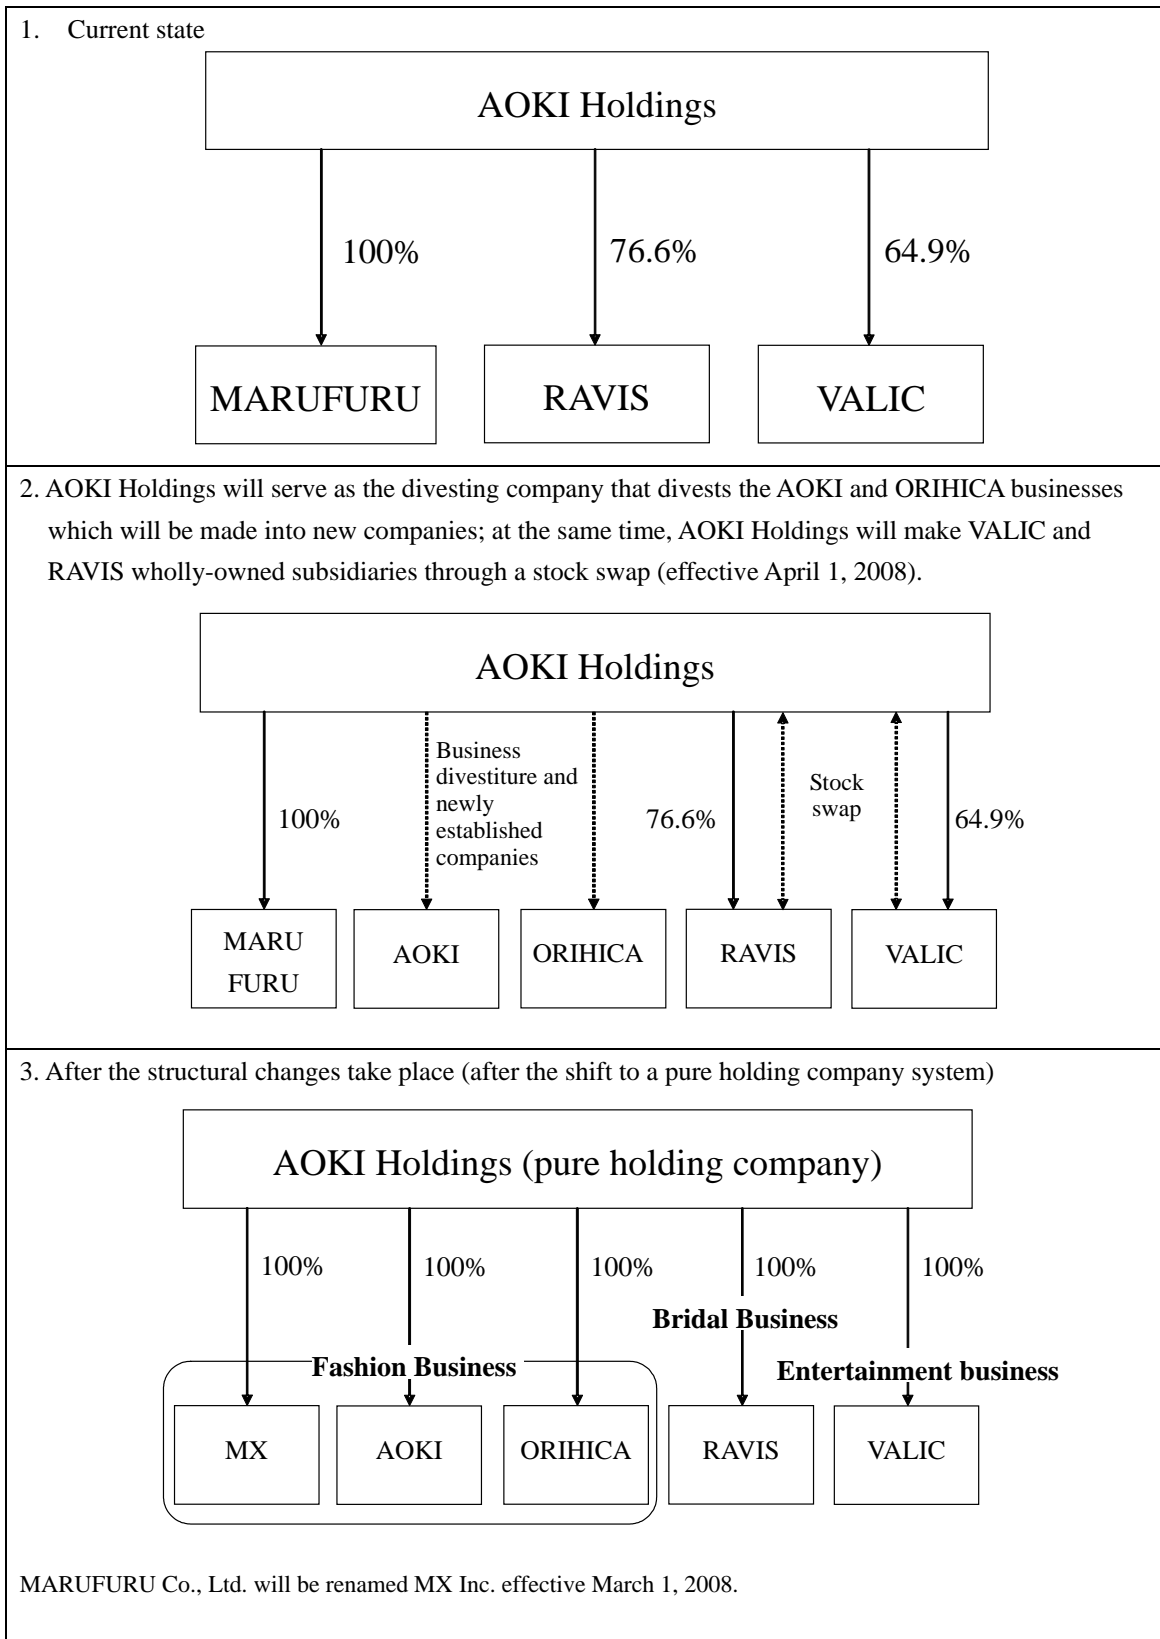 1. Current state
AOKI Holdings
100%
76.6%
64.9%
MARUFURU
RAVIS
VALIC
2. AOKI Holdings will serve as the divesting company that divests the AOKI and ORIHICA businesses
which will be made into new companies; at the same time, AOKI Holdings will make VALIC and
RAVIS wholly-owned subsidiaries through a stock swap (effective April 1, 2008).
AOKI Holdings
100%
Business
divestiture and
newly
established
companies
76.6%
Stock
swap
64.9%
MARU
FURU
AOKI
ORIHICA
RAVIS
VALIC
3. After the structural changes take place (after the shift to a pure holding company system)
AOKI Holdings (pure holding company)
100%
100%
100%
100%
100%
Bridal Business
Fashion Business
Entertainment business
MX
AOKI
ORIHICA
RAVIS
VALIC
MARUFURU Co., Ltd. will be renamed MX Inc. effective March 1, 2008.